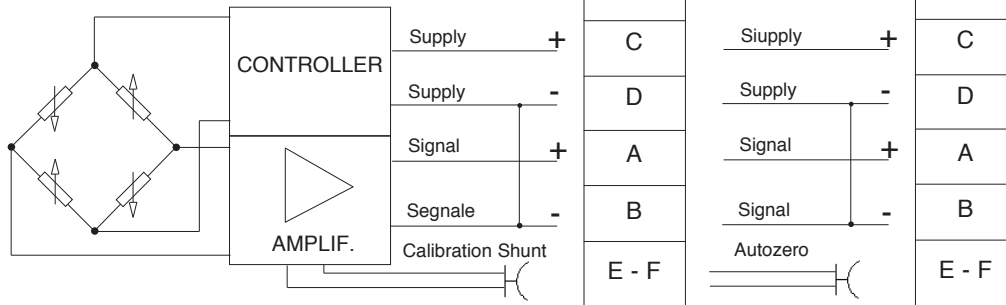 Supply + C Siupply + C
CONTROLLER
Supply - D Supply - D
Signal + A Signal + A
Segnale - B Signal - B
AMPLIF.
Calibration Shunt E - F Autozero E - F